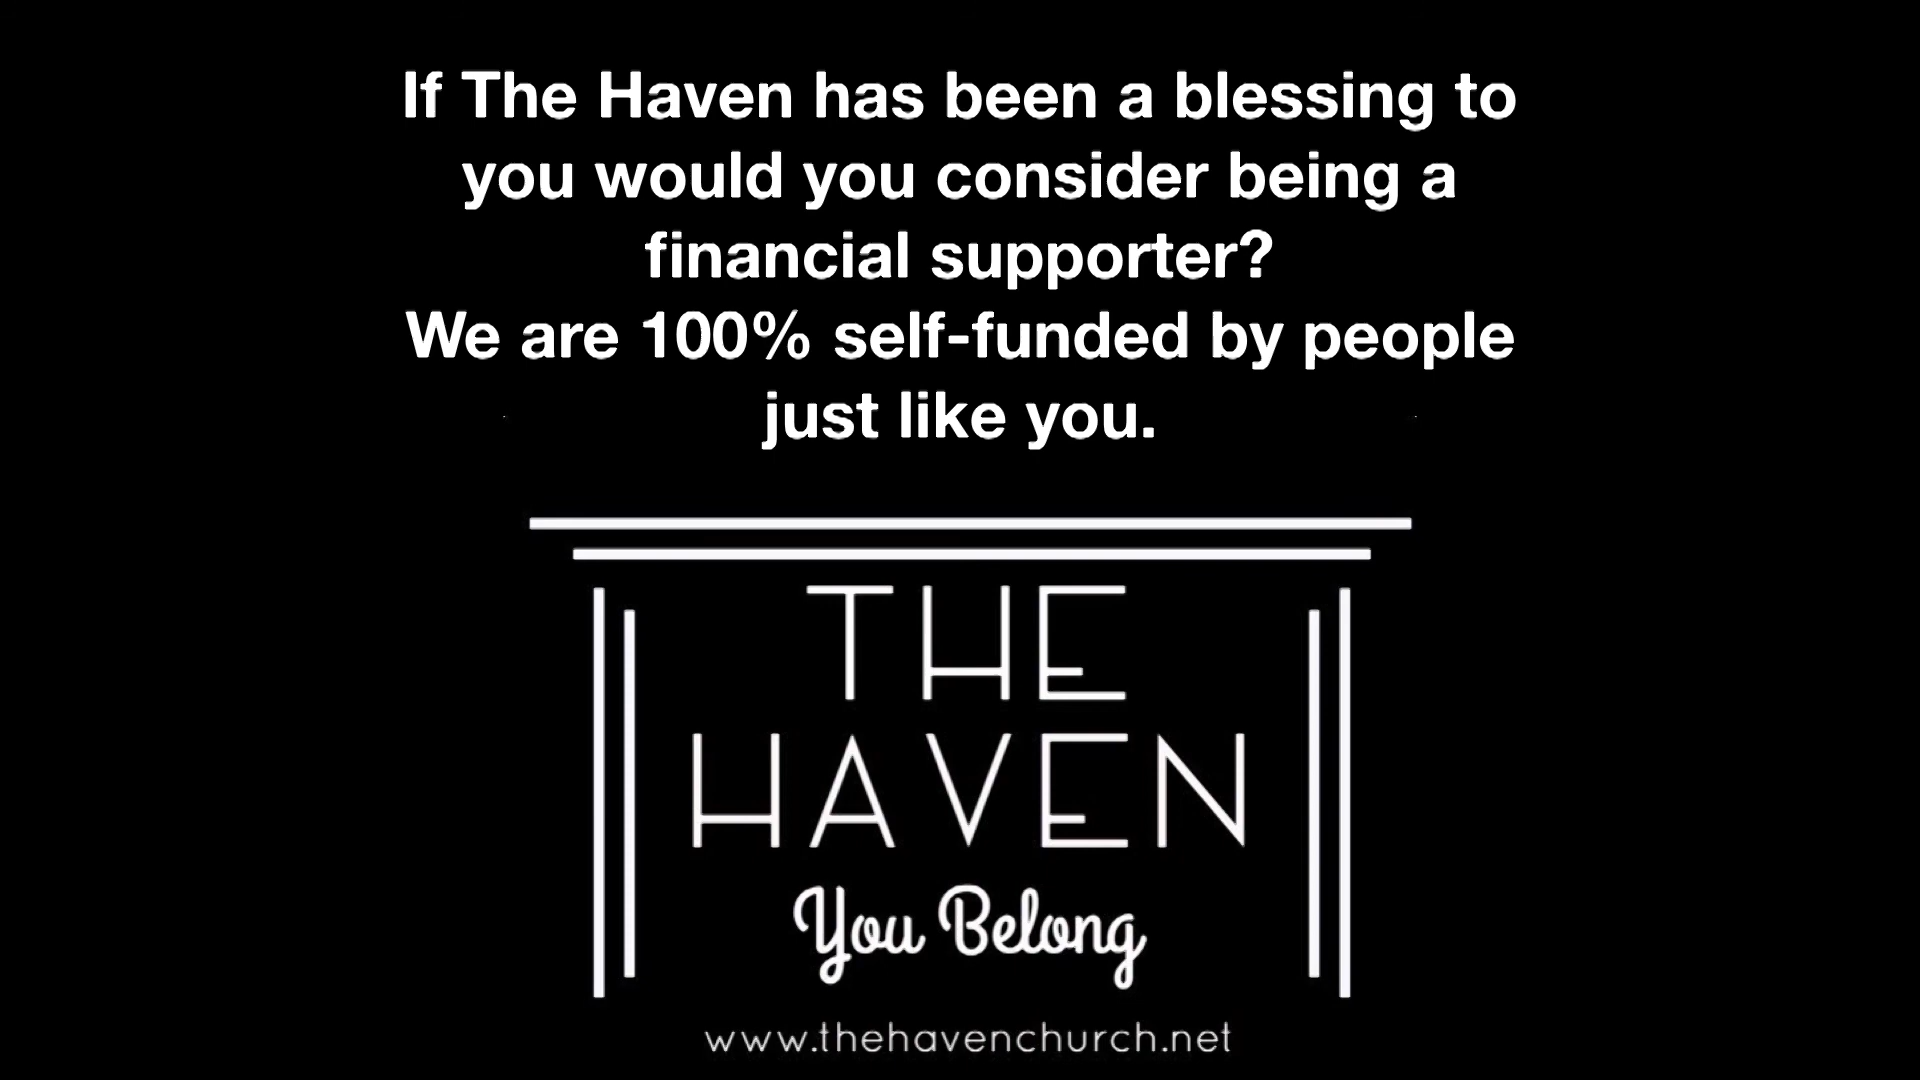 If The Haven has been a blessing to
you would you consider being a
financial supporter?
We are 100% self-funded by people
just like you.
THE
HAVEN
You Belong
www.thehavenchurch.net